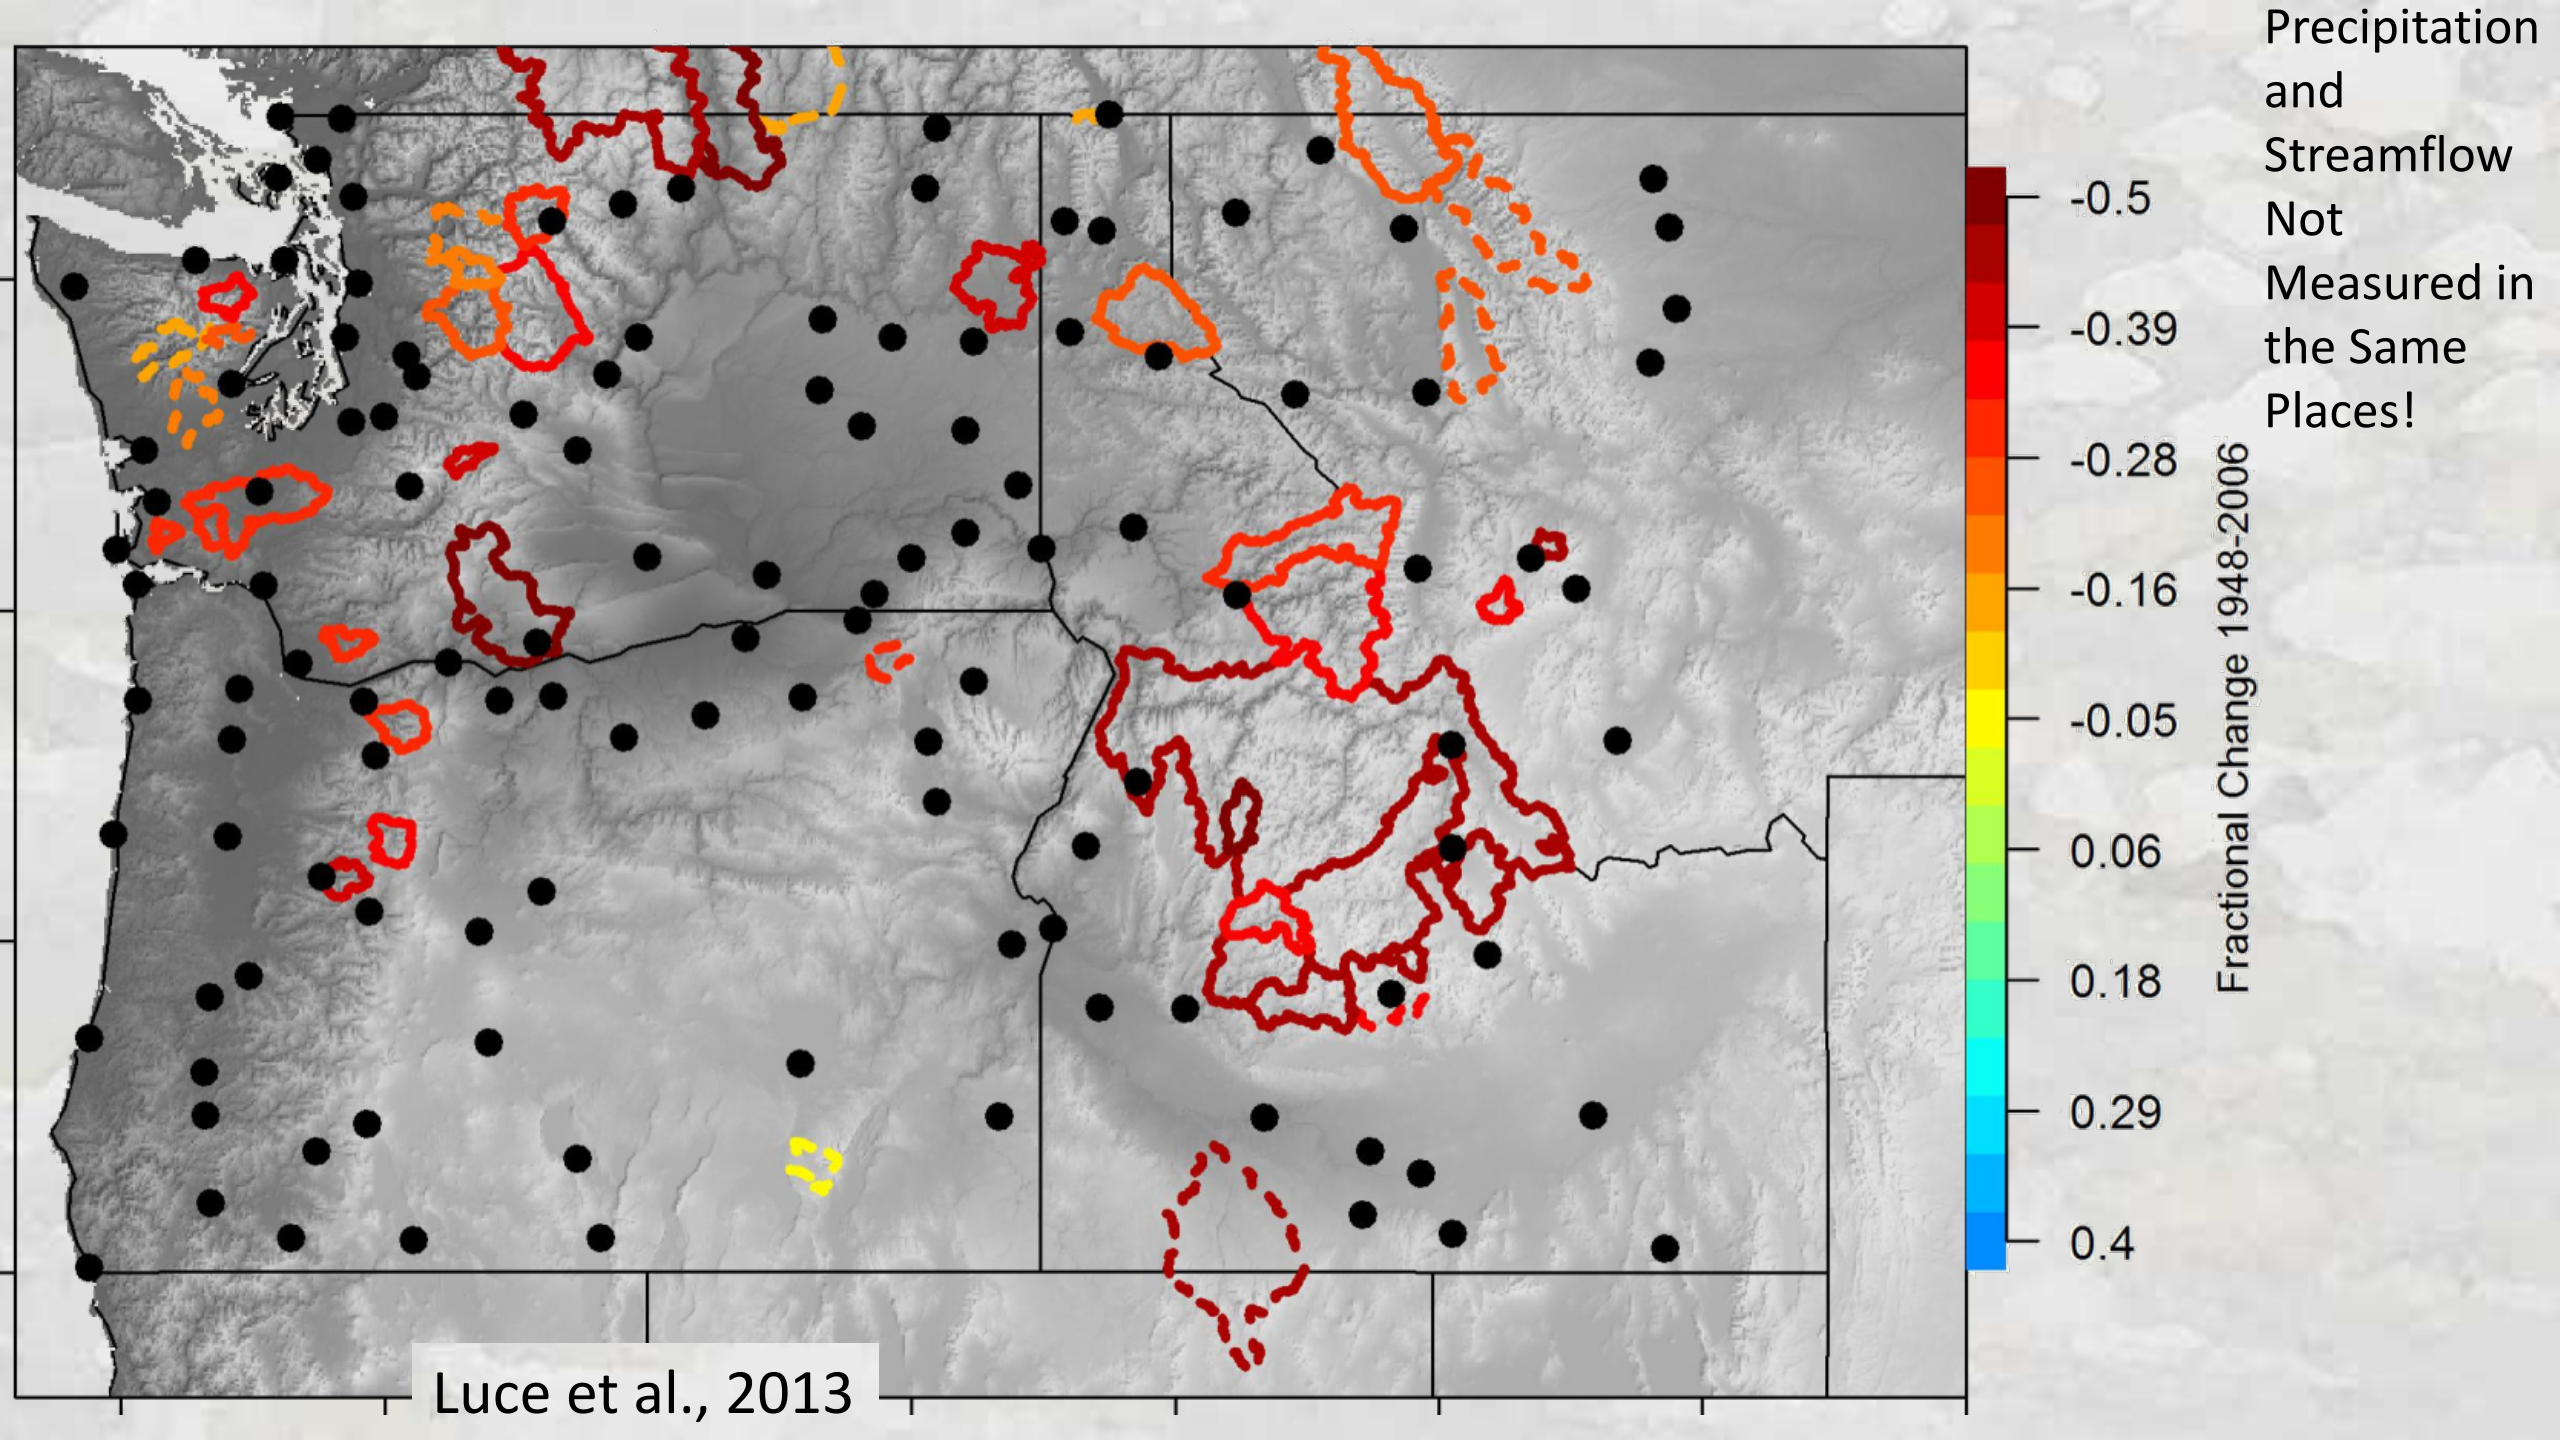 Precipitation
and
Streamflow
Not
Measured in
the Same
Places!
-0.5
-0.39
-0.28
-0.16
-0.05
0.06
0.18
0.29
0.4
Fractional Change 1948-2006
Luce et al., 2013